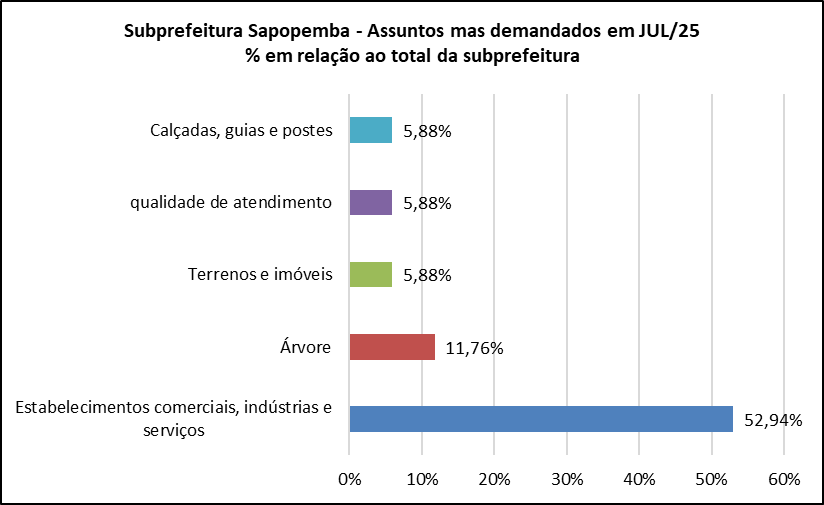 Subprefeitura Sapopemba - Assuntos mas demandados em JUL/25
% em relação ao total da subprefeitura
Calçadas, guias e postes
5,88%
qualidade de atendimento
5,88%
Terrenos e imóveis
5,88%
Árvore
11,76%
Estabelecimentos comerciais, indústrias e
serviços
52,94%
0% 10% 20% 30% 40% 50% 60%